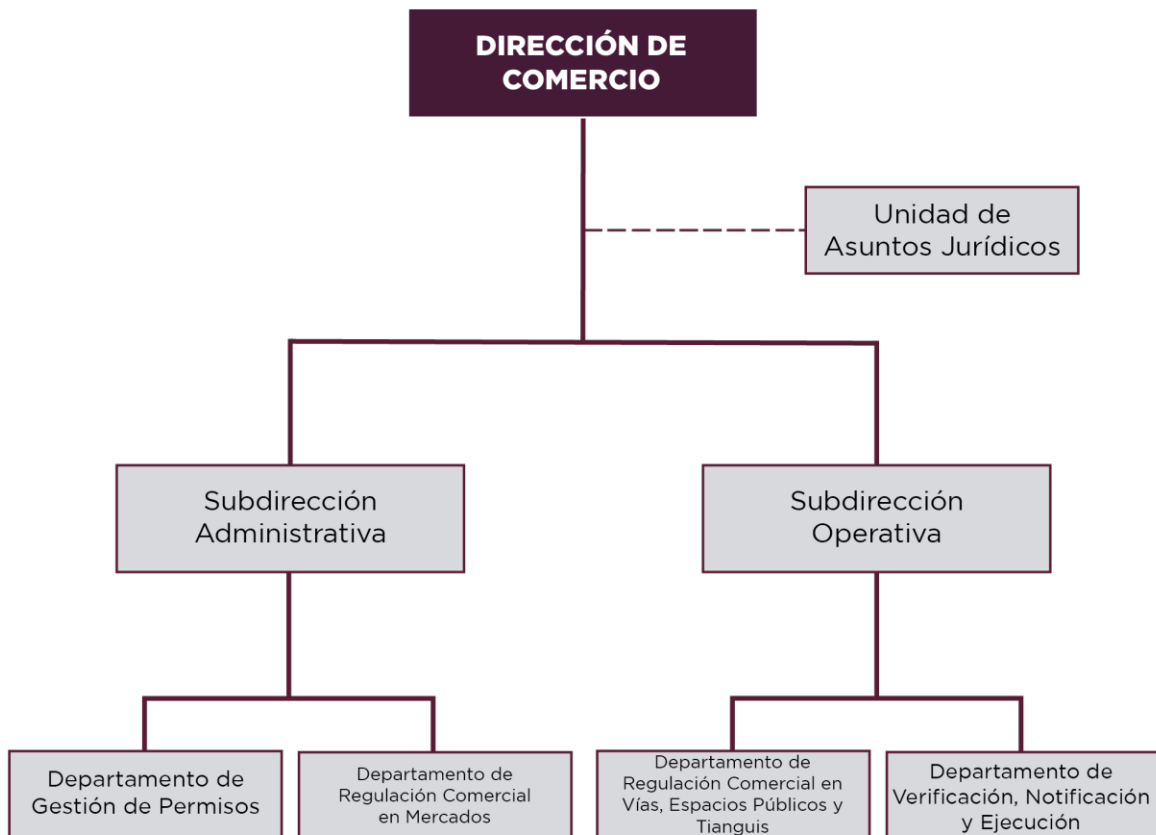 DIRECCIÓN DE
COMERCIO
Unidad de
Asuntos Jurídicos
Subdirección
Administrativa
Subdirección
Operativa
Departamento de
Gestión de Permisos
Departamento de
Regulación Comercial
en Mercados
Departamento de
Regulación Comercial en
Vías, Espacios Públicos y
Tianguis
Departamento de
Verificación, Notificación
y Ejecución